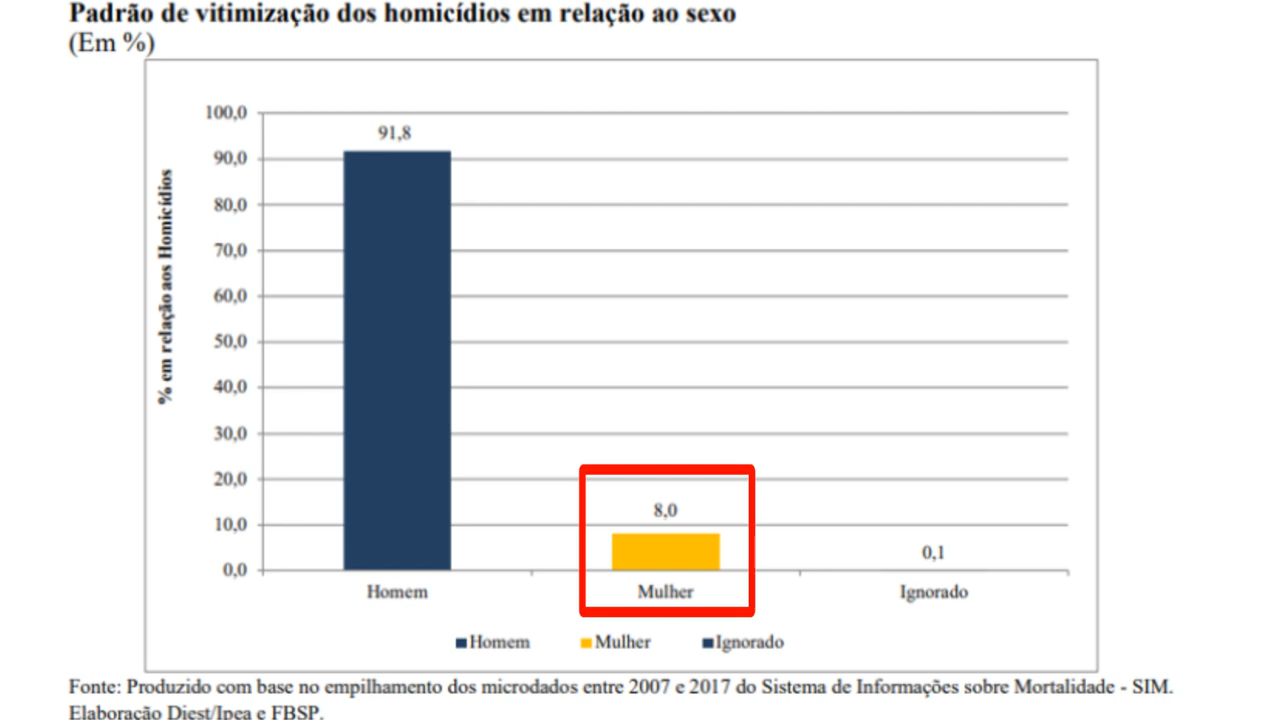 Padrão de vitimização dos homicídios em relação ao sexo
(Em %)
% em relação aos Homicídios
100,0
90,0
80,0
70,0
60,0
50,0
40,0
30,0
20,0
10,0
0,0
91,8
8,0
0,1
Homem
Mulher
Ignorado
Homem Mulher Ignorado
Fonte: Produzido com base no empilhamento dos microdados entre 2007 e 2017 do Sistema de Informações sobre Mortalidade - SIM.
Elaboração Diest/Ipea e FBSP.